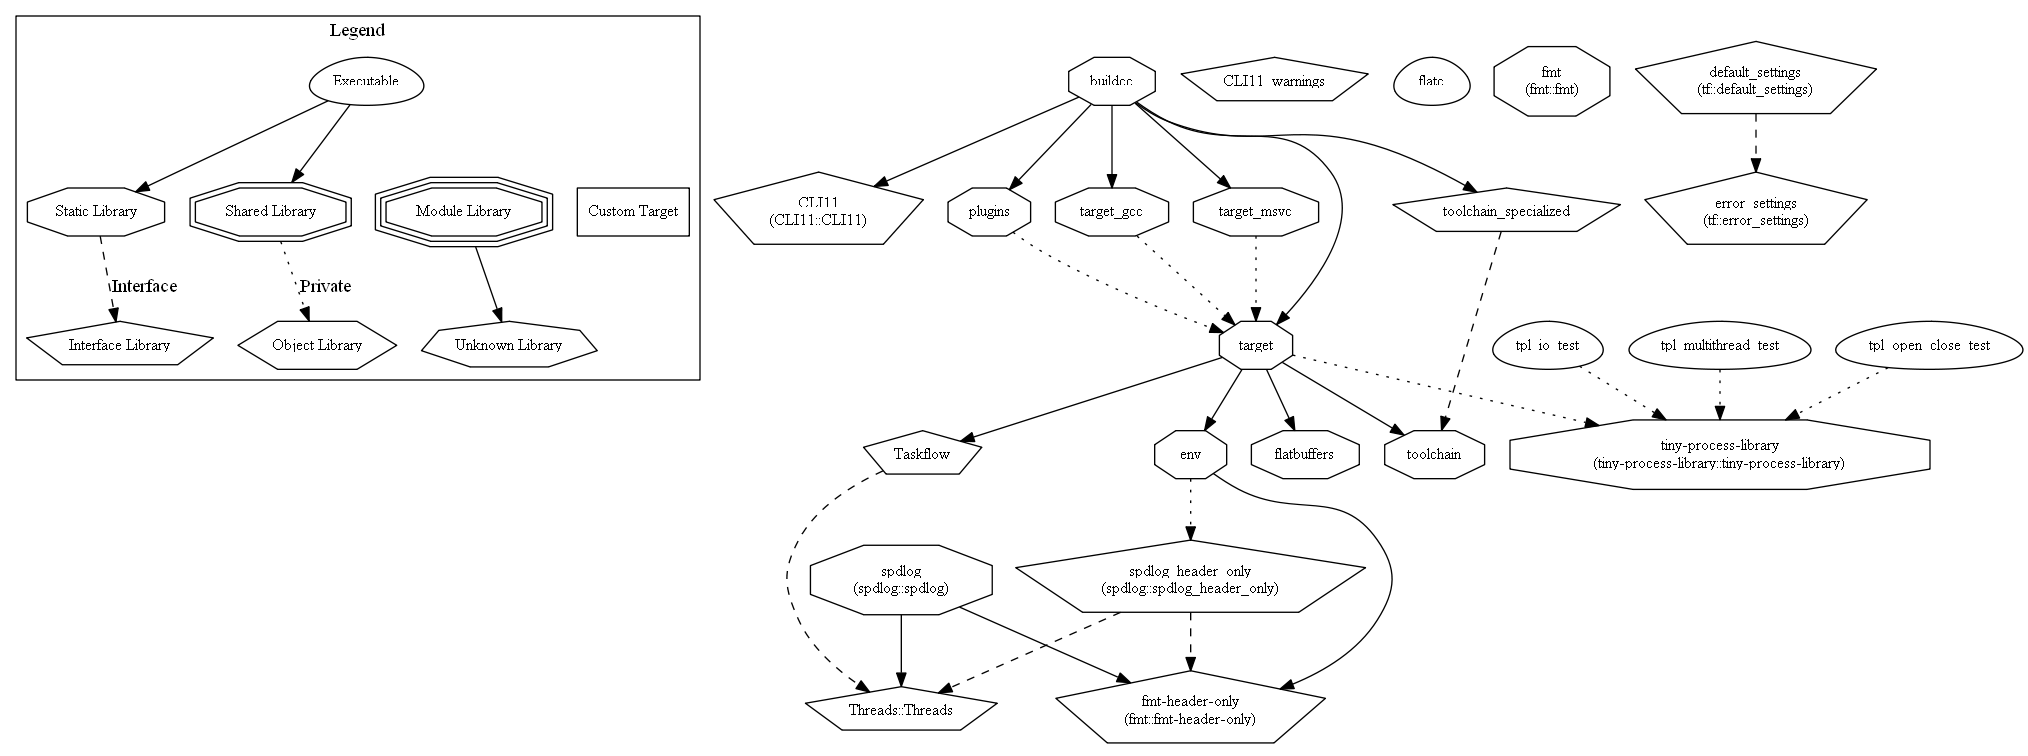 Legend
Executable
Static Library
Shared Library
Module Library
Custom Target
Interface
Private
Interface Library
Object Library
Unknown Library
buildcc
CLI11_warnings
flatc
fmt
(fmt::fmt)
default_settings
(tf::default_settings)
CLI11
(CLI11::CLI11)
plugins
target_gcc
target_msvc
toolchain_specialized
error_settings
(tf::error_settings)
target
tpl_io_test
tpl_multithread_test
tpl_open_close_test
Taskflow
env
flatbuffers
toolchain
tiny-process-library
(tiny-process-library::tiny-process-library)
spdlog
(spdlog::spdlog)
spdlog_header_only
(spdlog::spdlog_header_only)
Threads::Threads
fmt-header-only
(fmt::fmt-header-only)